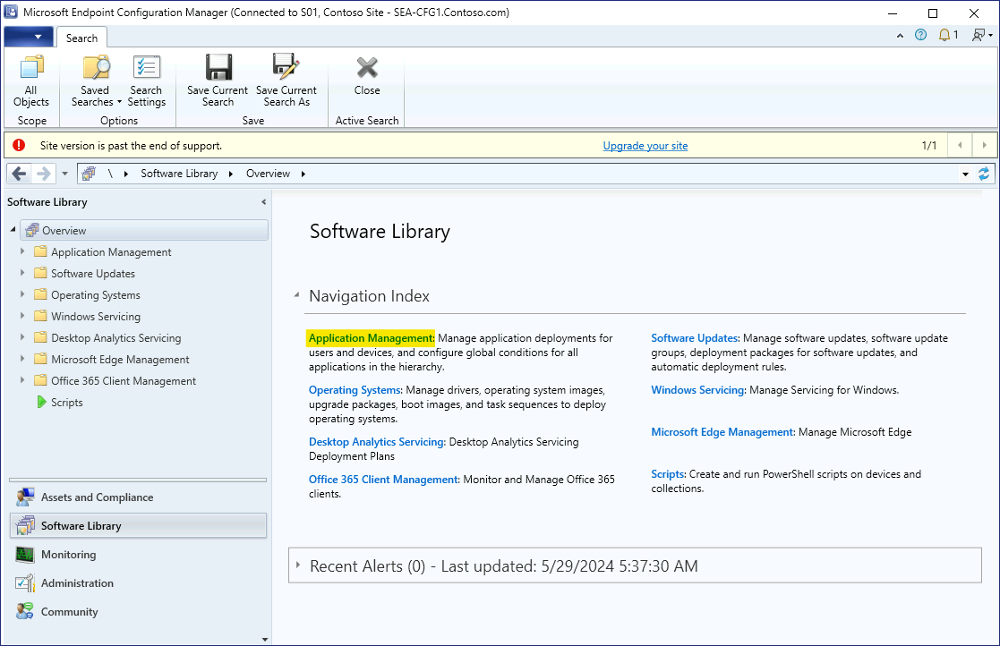 Microsoft Endpoint Configuration Manager (Connected to S01, Contoso Site - SEA-CFG1.Contoso.com)
Search
1
All
Objects
Saved
Searches
Search
Settings
Save Current
Search
Save Current
Search As
Close
Scope
Options
Save
Active Search
Site version is past the end of support.
Upgrade your site
1/1
\ Software Library Overview
Software Library
Overview
Application Management
Software Updates
Operating Systems
Windows Servicing
Desktop Analytics Servicing
Microsoft Edge Management
Office 365 Client Management
Scripts
Assets and Compliance
Software Library
Monitoring
Administration
Community
Software Library
Navigation Index
Application Management: Manage application deployments for
users and devices, and configure global conditions for all
applications in the hierarchy.
Operating Systems: Manage drivers, operating system images,
upgrade packages, boot images, and task sequences to deploy
operating systems.
Desktop Analytics Servicing: Desktop Analytics Servicing
Deployment Plans
Office 365 Client Management: Monitor and Manage Office 365
clients.
Software Updates: Manage software updates, software update
groups, deployment packages for software updates, and
automatic deployment rules.
Windows Servicing: Manage Servicing for Windows.
Microsoft Edge Management: Manage Microsoft Edge
Scripts: Create and run PowerShell scripts on devices and
collections.
Recent Alerts (0) - Last updated: 5/29/2024 5:37:30 AM